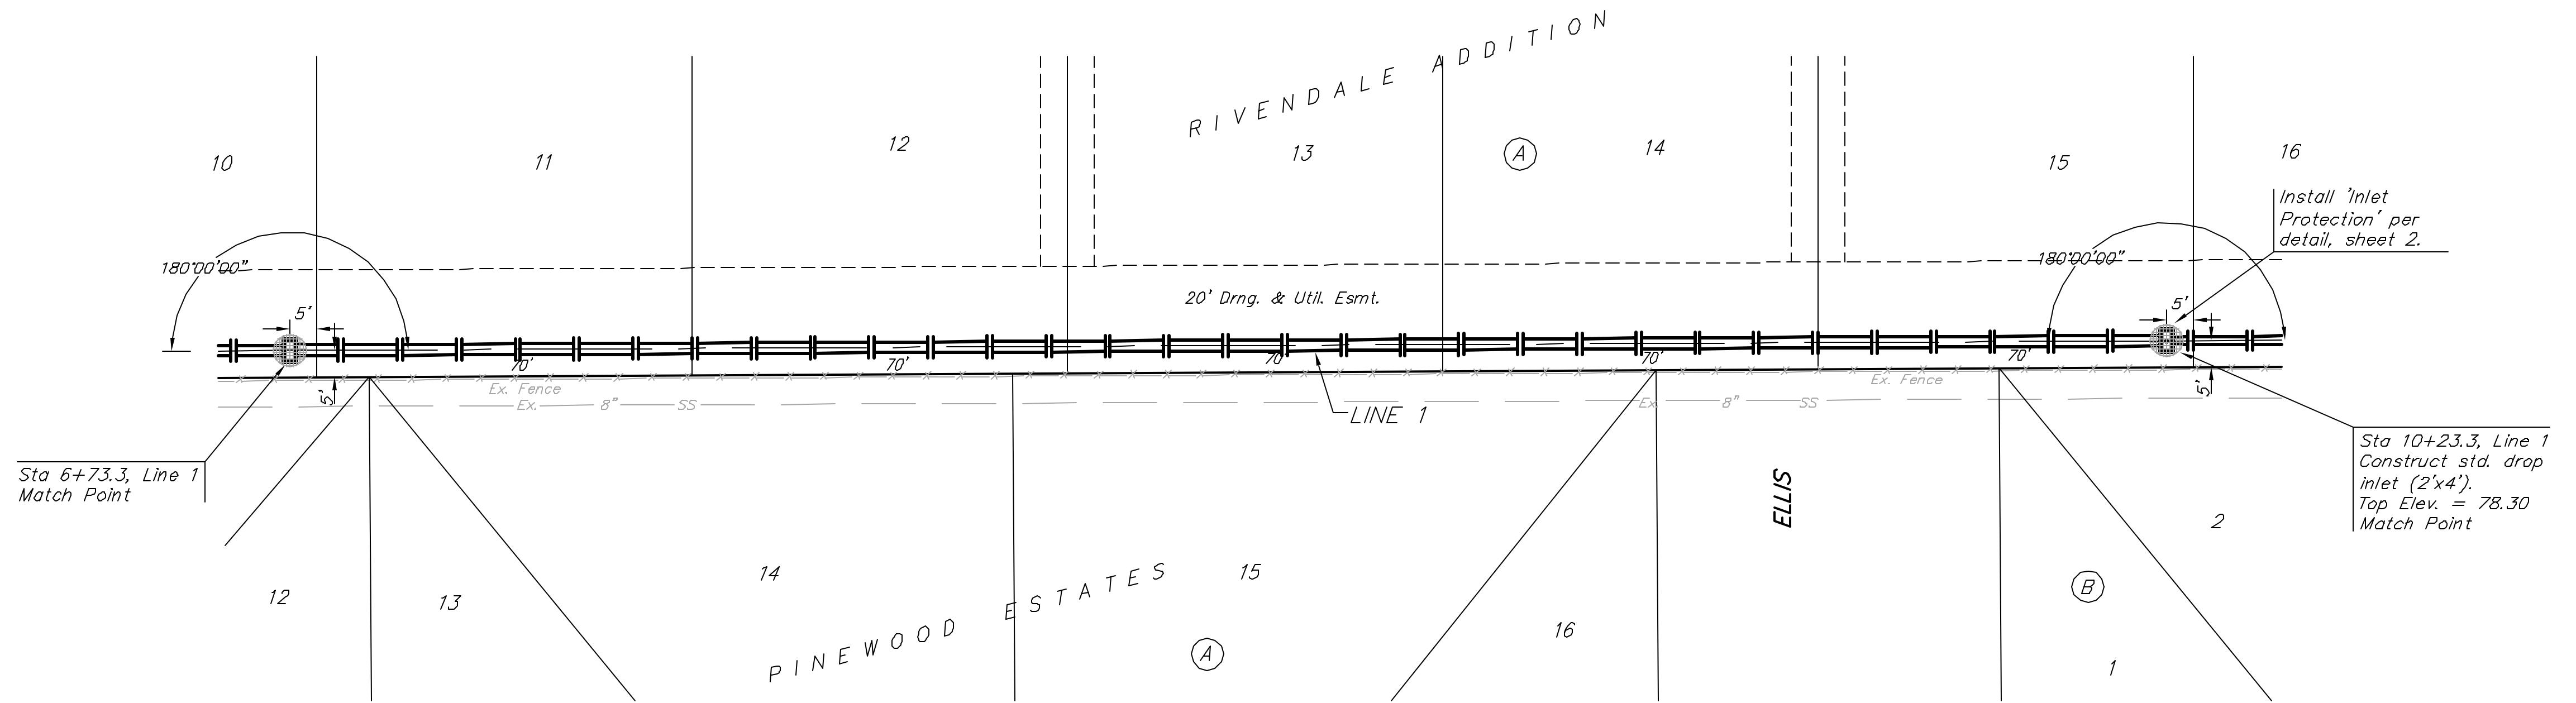 RIVENDALE ADDITION
10
11
12
13
A
14
15
16
Install 'Inlet
Protection' per
detail, sheet 2.
180°00'00"
180°00'00"
20' Drng. & Util. Esmt.
5'
5'
70'
70'
70'
70'
70'
5'
5'
Ex. Fence
Ex. Fence
Ex. 8" SS
Ex. 8" SS
LINE 1
Sta 6+73.3, Line 1
Match Point
Sta 10+23.3, Line 1
Construct std. drop
inlet (2'x4').
Top Elev. = 78.30
Match Point
ELLIS
12
13
14
15
16
2
B
1
PINEWOOD ESTATES
A